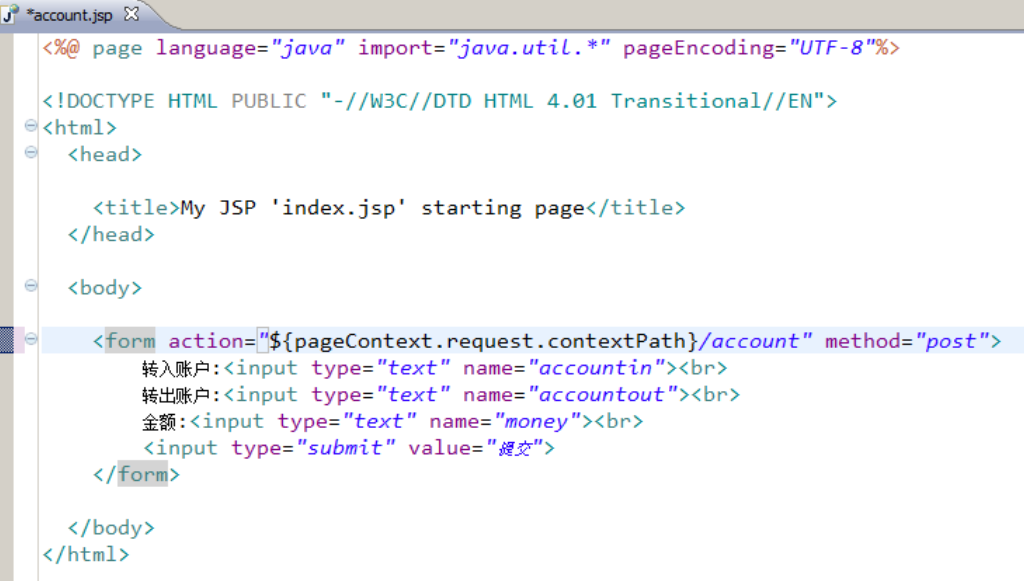 *account.jsp
<%@ page language="java" import="java.util.*" pageEncoding="UTF-8"%>
<!DOCTYPE HTML PUBLIC "-//W3C//DTD HTML 4.01 Transitional//EN">
<html>
<head>
<title>My JSP 'index.jsp' starting page</title>
</head>
<body>
<form action="${pageContext.request.contextPath}/account" method="post">
转入账户:<input type="text" name="accountin"><br>
转出账户:<input type="text" name="accountout"><br>
金额:<input type="text" name="money"><br>
<input type="submit" value="提交">
</form>
</body>
</html>